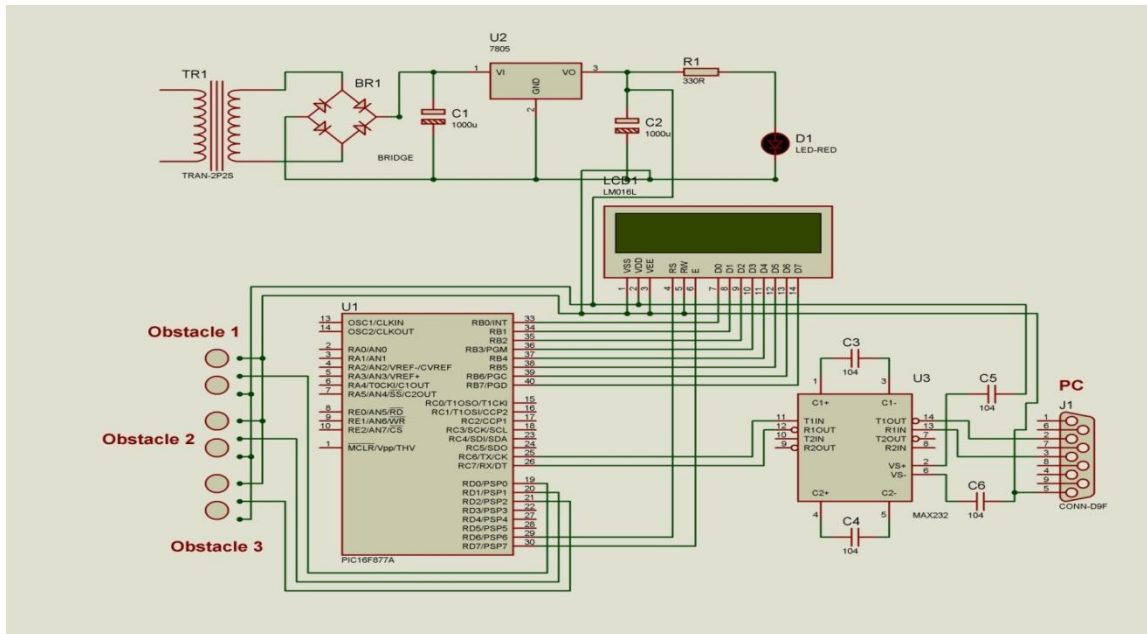 U2
7805
1 VI VO 3
GND
2
R1
330R
TR1
TRAN-2P2S
BR1
BRIDGE
C1
1000u
C2
1000u
D1
LED-RED
LCD1
LM016L
VSS VDD VEE RS RW E D0 D1 D2 D3 D4 D5 D6 D7
1 2 3 4 5 6 7 8 9 10 11 12 13 14
Obstacle 1
Obstacle 2
Obstacle 3
U1
13 OSC1/CLKIN RB0/INT 33
14 OSC2/CLKOUT RB1 34
RB2 35
2 RA0/AN0 RB3/PGM 36
3 RA1/AN1 RB4 37
4 RA2/AN2/VREF-/CVREF RB5 38
5 RA3/AN3/VREF+ RB6/PGC 39
6 RA4/T0CKI/C1OUT RB7/PGD 40
7 RA5/AN4/SS/C2OUT
RC0/T1OSO/T1CKI 15
8 RE0/AN5/RD RC1/T1OSI/CCP2 16
9 RE1/AN6/WR RC2/CCP1 17
10 RE2/AN7/CS RC3/SCK/SCL 18
RC4/SDI/SDA 23
1 MCLR/Vpp/THV RC5/SDO 24
RC6/TX/CK 25
RC7/RX/DT 26
RD0/PSP0 19
RD1/PSP1 20
RD2/PSP2 21
RD3/PSP3 22
RD4/PSP4 27
RD5/PSP5 28
RD6/PSP6 29
RD7/PSP7 30
PIC16F877A
C3
104
U3
1 3
C1+ C1-
11 T1IN T1OUT 14
12 R1OUT R1IN 13
10 T2IN T2OUT 7
9 R2OUT R2IN 8
VS+ 2
VS- 6
C2+ C2-
4 5
MAX232
C4
104
C5
104
C6
104
PC
J1
1
6
2
7
3
8
4
9
5
CONN-D9F